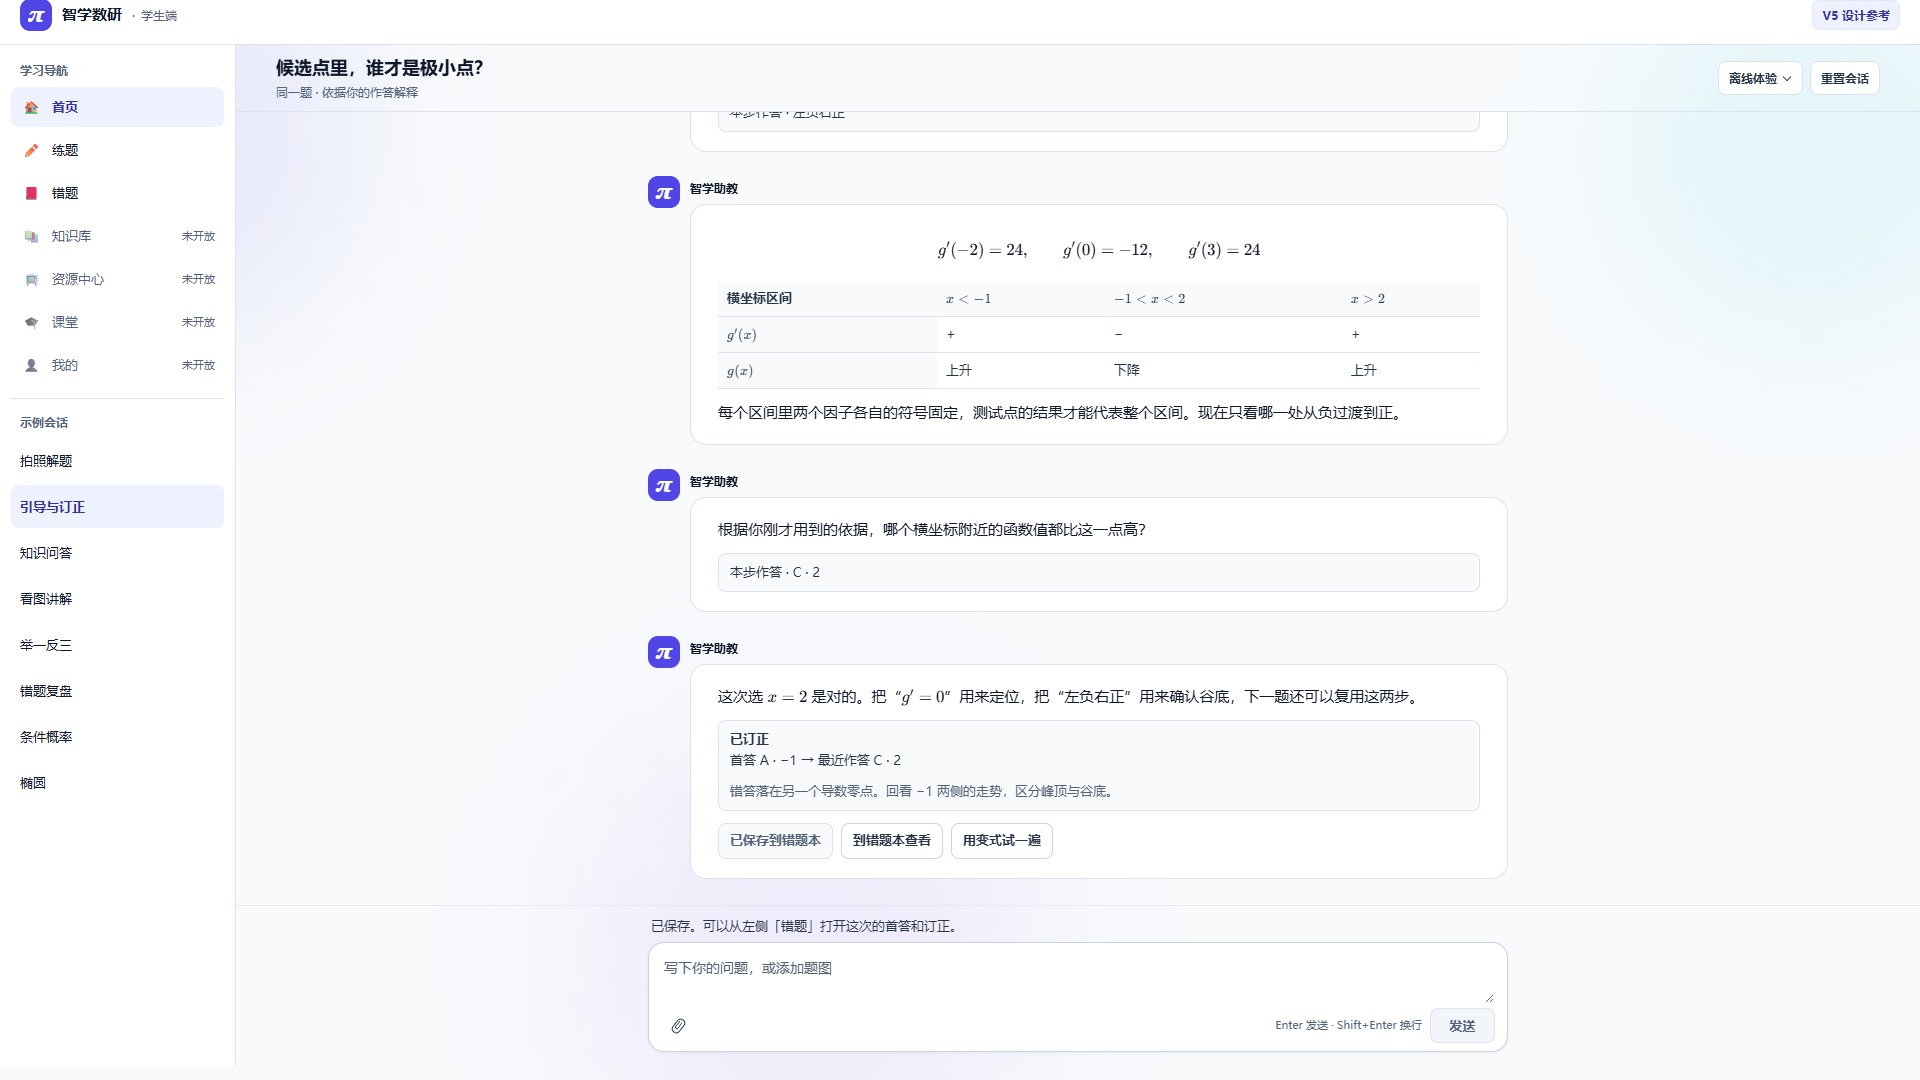 π 智学数研 · 学生端
V5 设计参考
学习导航
首页
练题
错题
知识库 未开放
资源中心 未开放
课堂 未开放
我的 未开放
示例会话
拍照解题
引导与订正
知识问答
看图讲解
举一反三
错题复盘
条件概率
椭圆
候选点里，谁才是极小点？
同一题 · 依据你的作答解释
离线体验
重置会话
本步作答 · 左负右正
π 智学助教
g′(−2) = 24, g′(0) = −12, g′(3) = 24
横坐标区间 x < −1 −1 < x < 2 x > 2
g′(x) + − +
g(x) 上升 下降 上升
每个区间里两个因子各自的符号固定，测试点的结果才能代表整个区间。现在只看哪一处从负过渡到正。
π 智学助教
根据你刚才用到的依据，哪个横坐标附近的函数值都比这一点高？
本步作答 · C · 2
π 智学助教
这次选 x = 2 是对的。把“g′ = 0”用来定位，把“左负右正”用来确认谷底，下一题还可以复用这两步。
已订正
首答 A · −1 → 最近作答 C · 2
错答落在另一个导数零点。回看 −1 两侧的走势，区分峰顶与谷底。
已保存到错题本 到错题本查看 用变式试一遍
已保存。可以从左侧「错题」打开这次的首答和订正。
写下你的问题，或添加题图
Enter 发送 · Shift+Enter 换行 发送